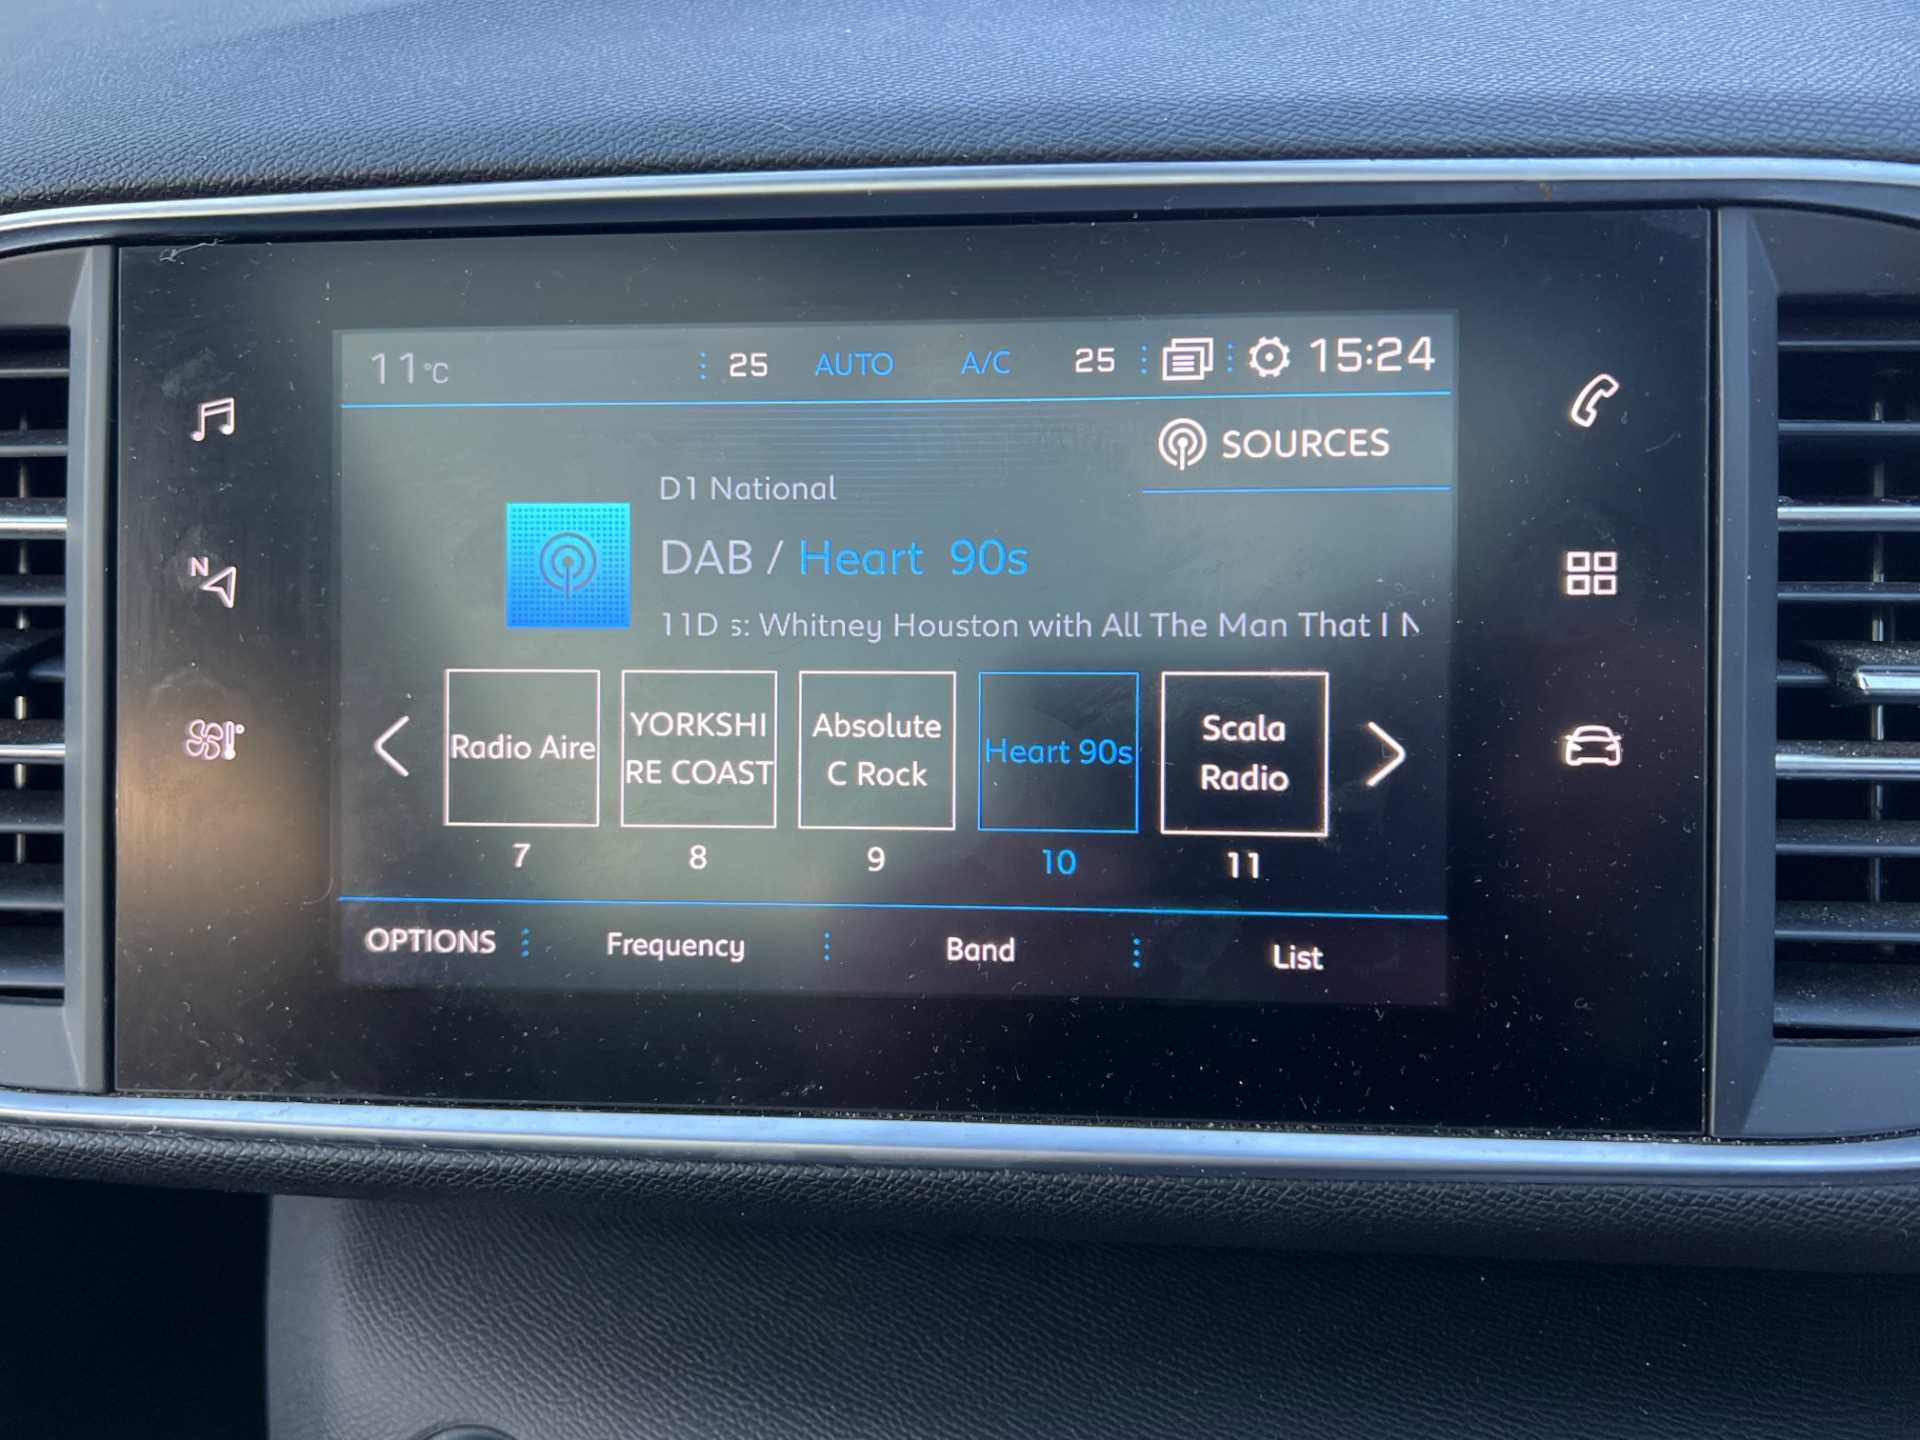 11°C 25 AUTO A/C 25 15:24
SOURCES
D1 National
DAB / Heart 90s
11D s: Whitney Houston with All The Man That I N
N
Radio Aire
YORKSHI
RE COAST
Absolute
C Rock
Heart 90s
Scala
Radio
7 8 9 10 11
OPTIONS Frequency Band List